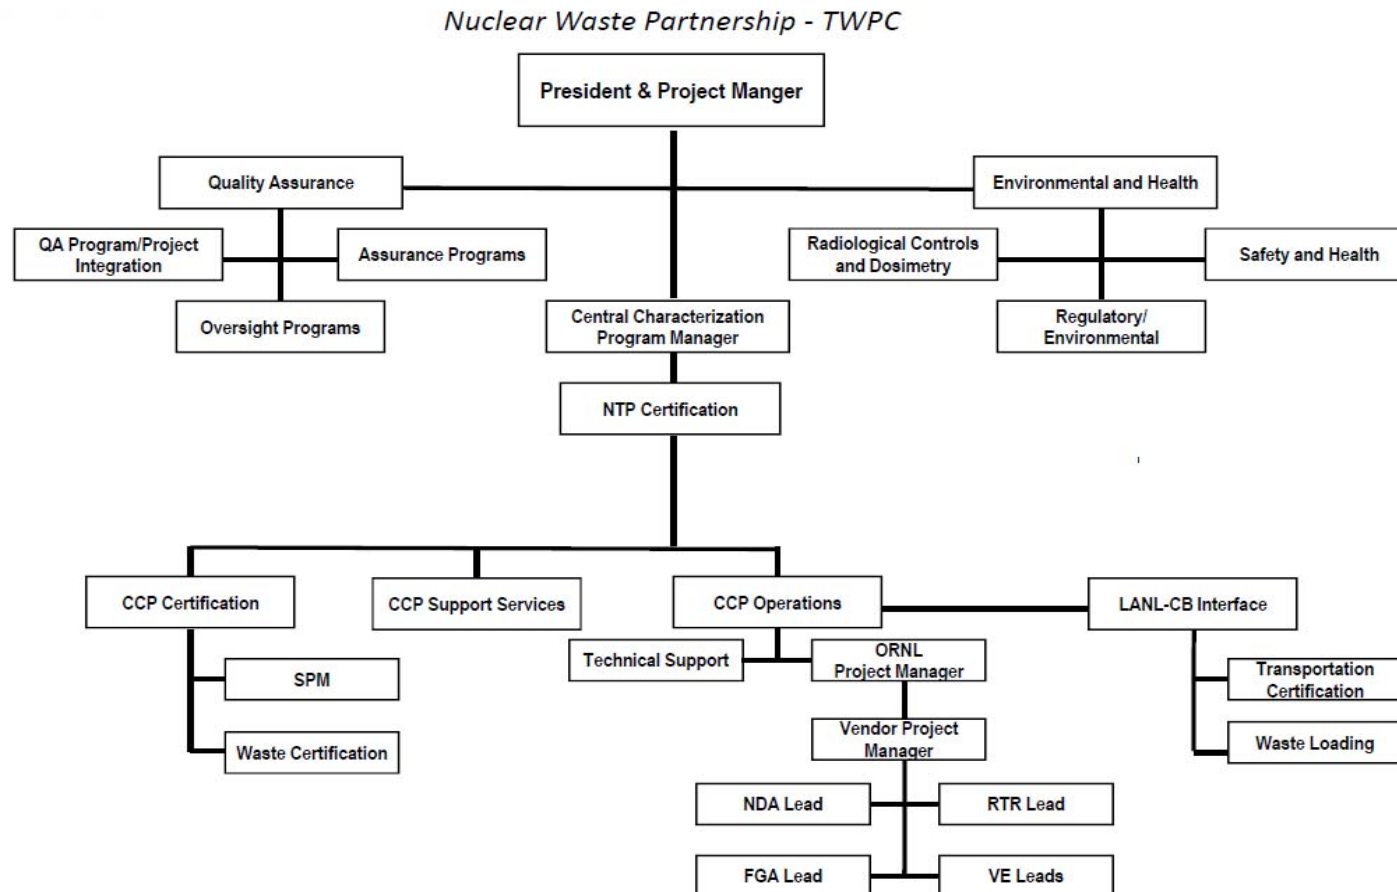 Nuclear Waste Partnership - TWPC
President & Project Manger
Quality Assurance
Environmental and Health
QA Program/Project
Integration
Assurance Programs
Radiological Controls
and Dosimetry
Safety and Health
Oversight Programs
Central Characterization
Program Manager
Regulatory/
Environmental
NTP Certification
CCP Certification
CCP Support Services
CCP Operations
LANL-CB Interface
Technical Support
ORNL
Project Manager
SPM
Transportation
Certification
Waste Certification
Vendor Project
Manager
Waste Loading
NDA Lead
RTR Lead
FGA Lead
VE Leads